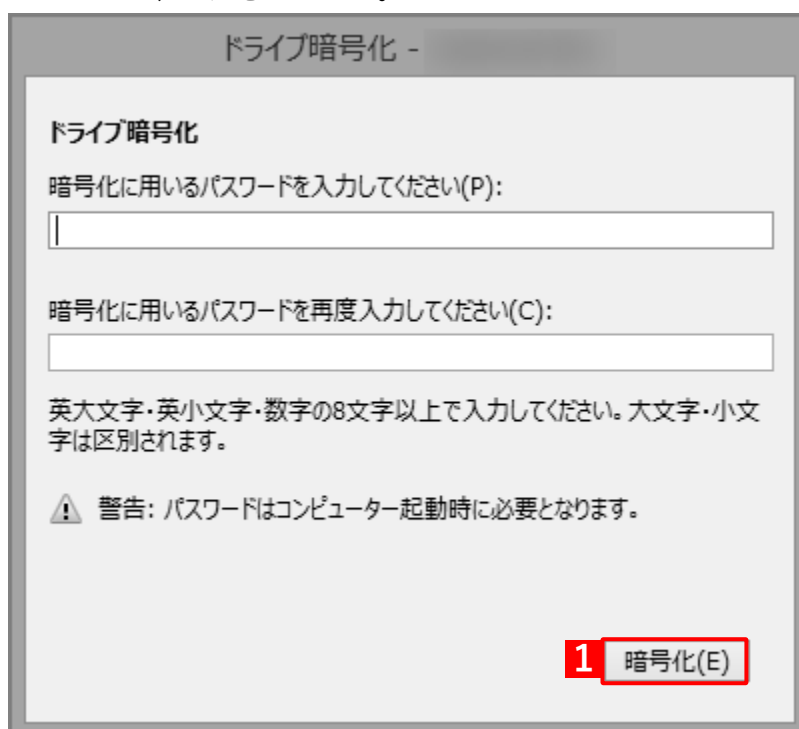 ドライブ暗号化 -
ドライブ暗号化
暗号化に用いるパスワードを入力してください(P):
暗号化に用いるパスワードを再度入力してください(C):
英大文字・英小文字・数字の8文字以上で入力してください。大文字・小文
字は区別されます。
警告: パスワードはコンピューター起動時に必要となります。
1 暗号化(E)